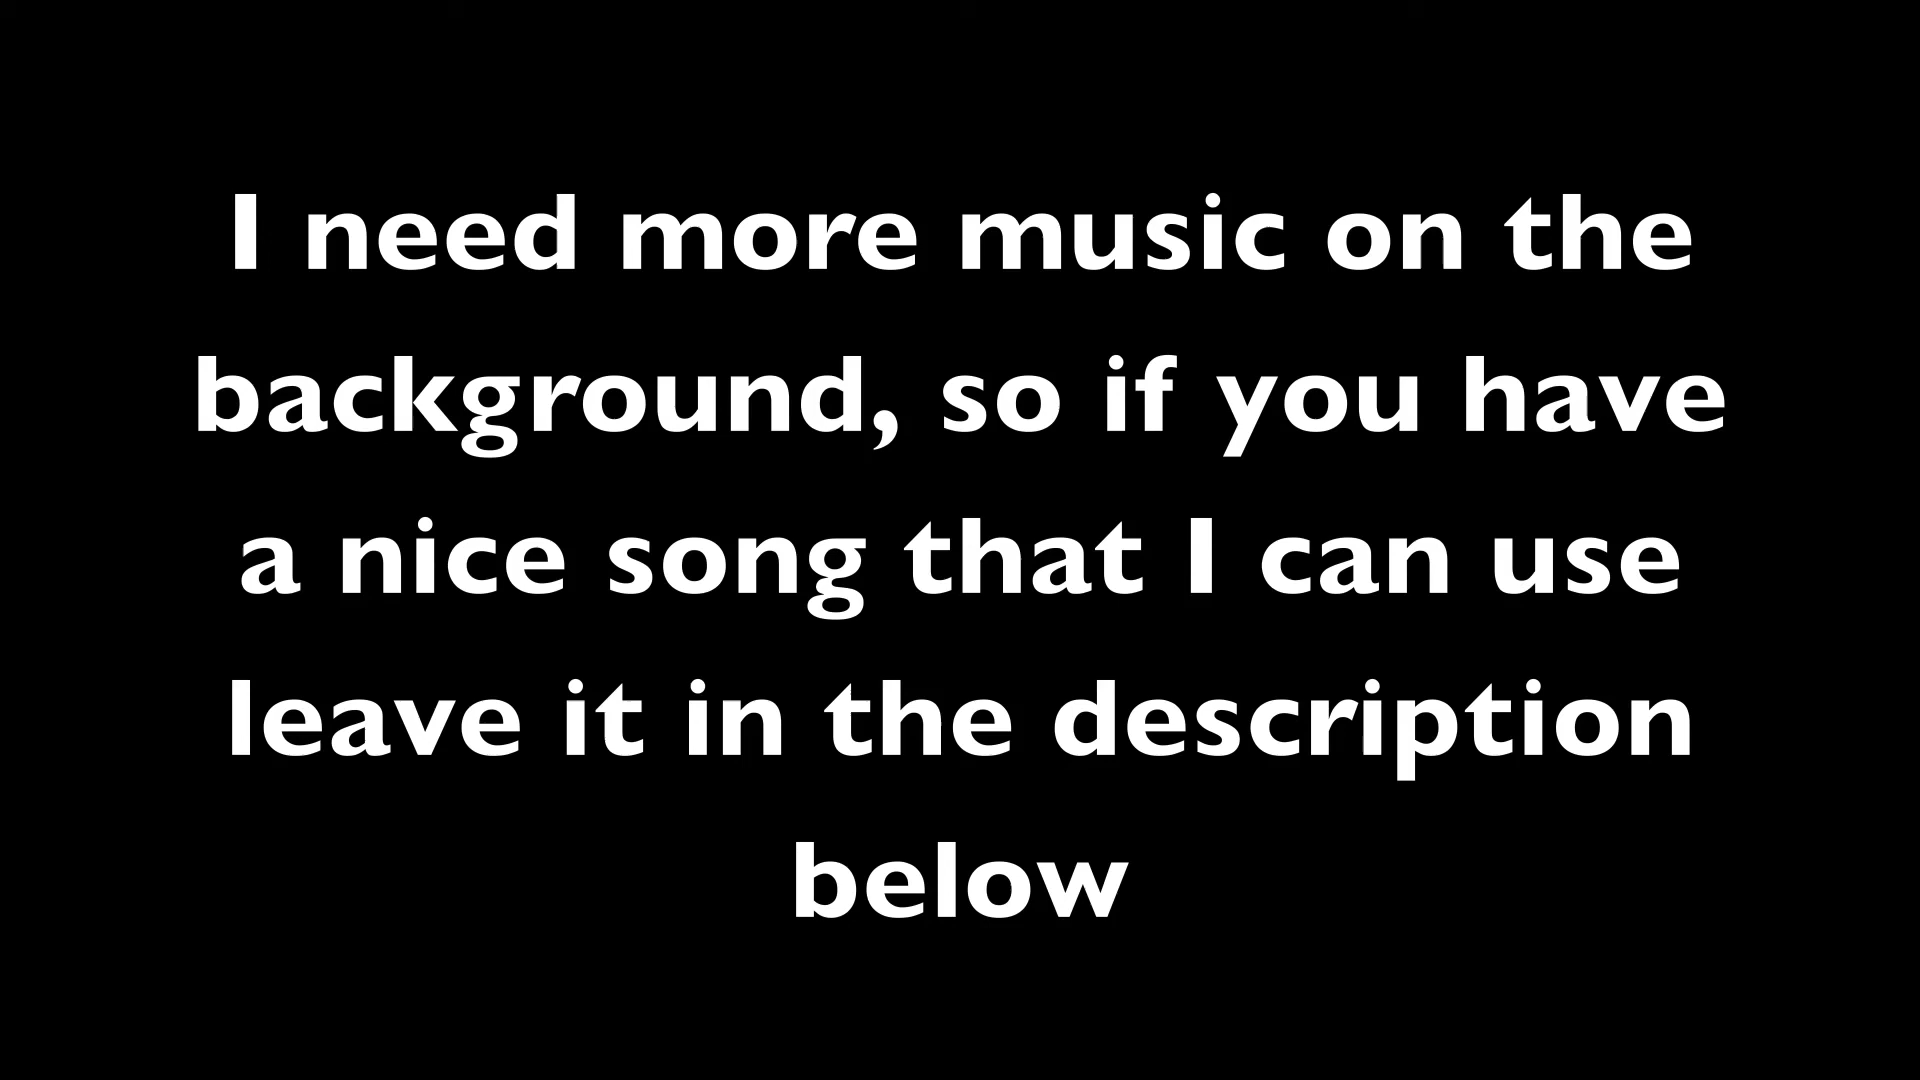 I need more music on the
background, so if you have
a nice song that I can use
leave it in the description
below